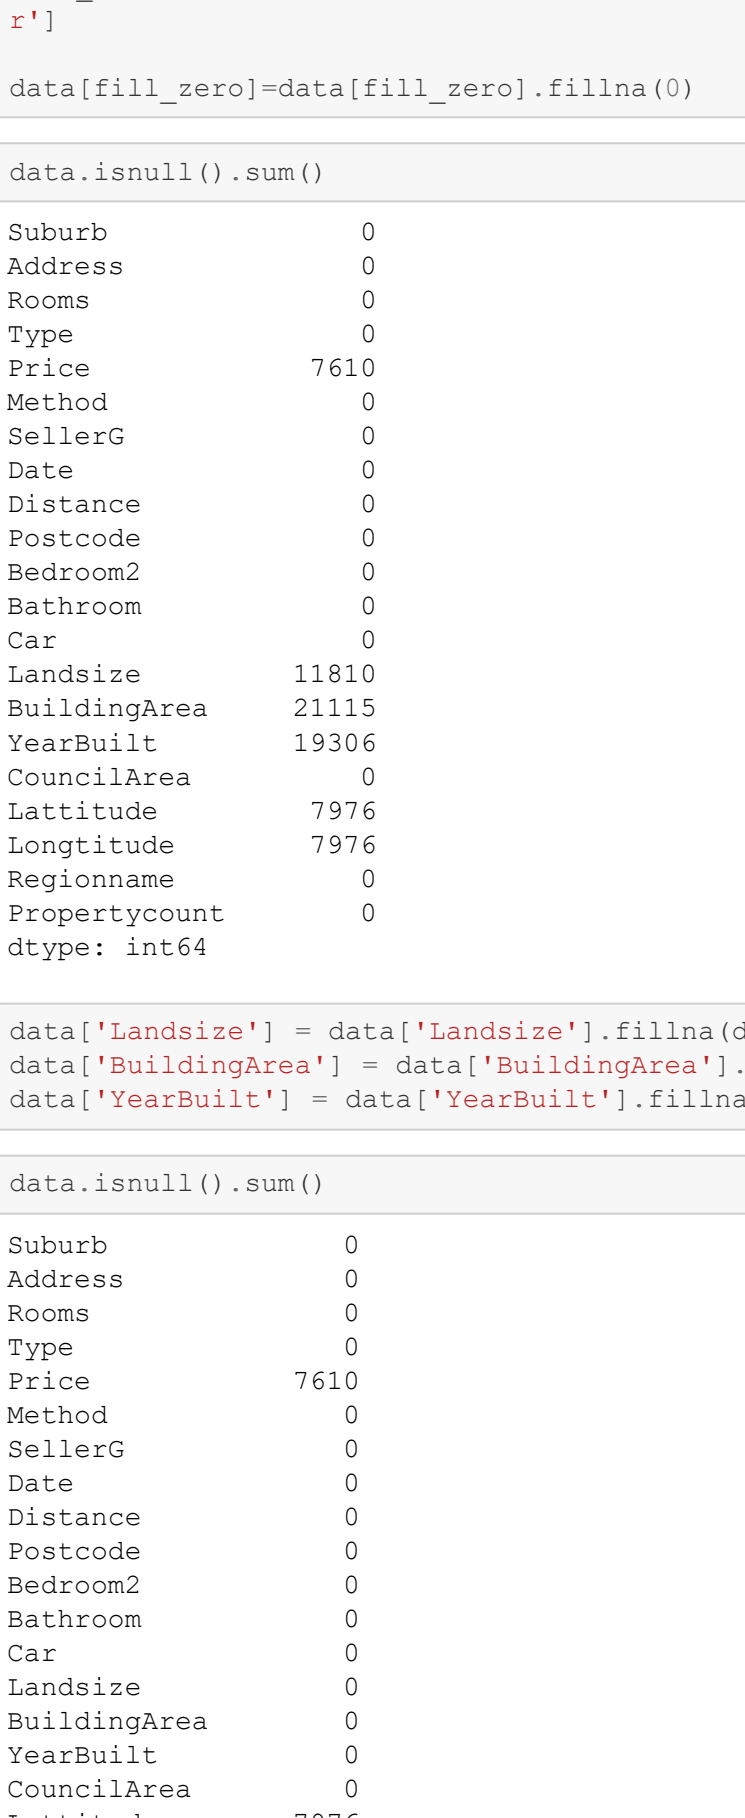 r']
data[fill_zero]=data[fill_zero].fillna(0)
data.isnull().sum()
Suburb 0
Address 0
Rooms 0
Type 0
Price 7610
Method 0
SellerG 0
Date 0
Distance 0
Postcode 0
Bedroom2 0
Bathroom 0
Car 0
Landsize 11810
BuildingArea 21115
YearBuilt 19306
CouncilArea 0
Lattitude 7976
Longtitude 7976
Regionname 0
Propertycount 0
dtype: int64
data['Landsize'] = data['Landsize'].fillna(d
data['BuildingArea'] = data['BuildingArea'].
data['YearBuilt'] = data['YearBuilt'].fillna
data.isnull().sum()
Suburb 0
Address 0
Rooms 0
Type 0
Price 7610
Method 0
SellerG 0
Date 0
Distance 0
Postcode 0
Bedroom2 0
Bathroom 0
Car 0
Landsize 0
BuildingArea 0
YearBuilt 0
CouncilArea 0